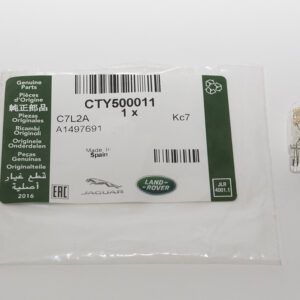 Genuine
Parts
Pièces
d'Origine
純正部品
Piezas
Originales
Ricambi
Originali
Originele
Onderdelen
Peças
Genuínas
Originalteile
قطع غيار
أصلية
2016
CTY500011
1 x
C7L2A
Kc7
A1497691
Made in
Spain
EAC
JAGUAR
LAND-
ROVER
JLR